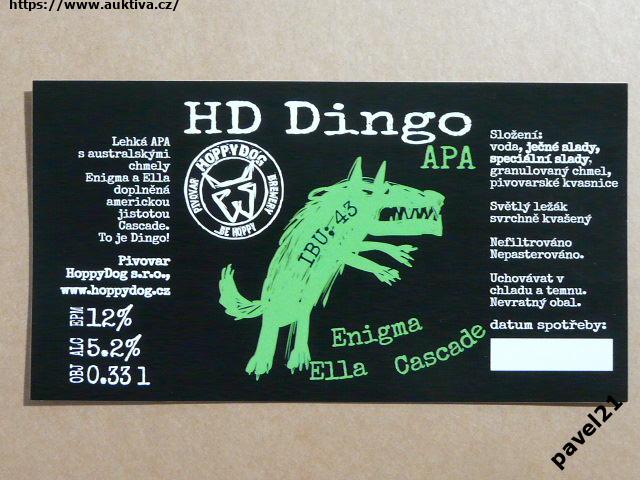 https://www.auktiva.cz/
HD Dingo
APA
Lehká APA
s australskými
chmely
Enigma a Ella
doplněná
americkou
jistotou
Cascade.
To je Dingo!
Pivovar
HoppyDog s.r.o.,
www.hoppydog.cz
EPM 12%
ALC 5.2%
OBJ 0.33 l
HOPPY DOG
PIVOVAR
BREWERY
BE HOPPY
IBU: 43
Enigma
Ella Cascade
Složení:
voda, ječné slady,
speciální slady,
granulovaný chmel,
pivovarské kvasnice
Světlý ležák
svrchně kvašený
Nefiltrováno
Nepasterováno.
Uchovávat v
chladu a temnu.
Nevratný obal.
datum spotřeby:
pavel21